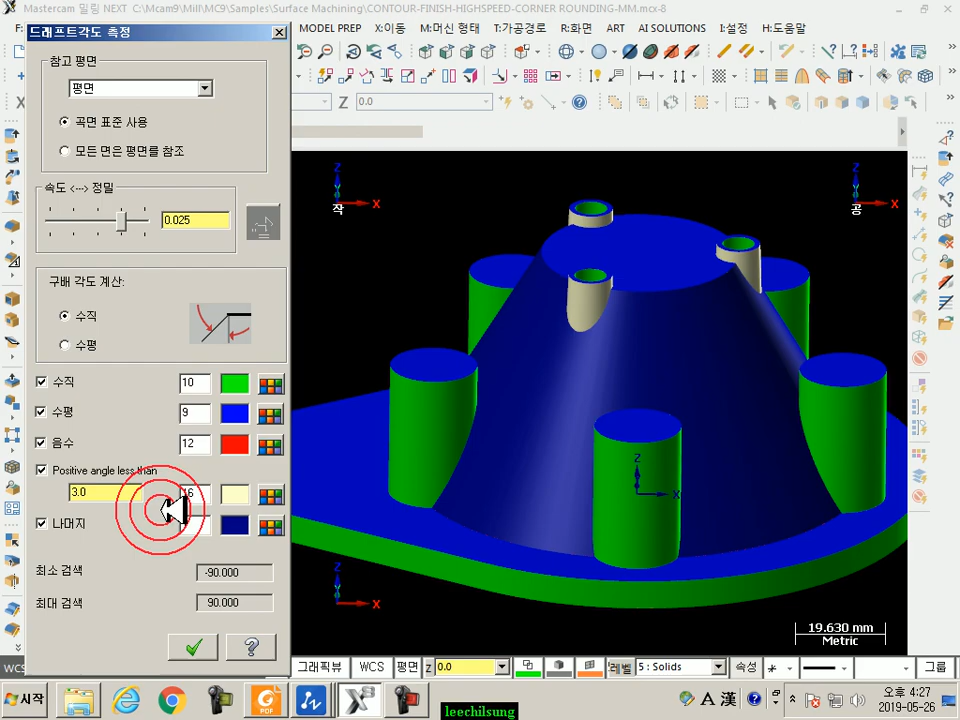 Mastercam 밀링 NEXT C:\Mcam9\Samples\Surface Machining\CONTOUR-FINISH-HIGHSPEED-CORNER ROUNDING-MM.mcx-8
드래프트각도 측정
F:
MODEL PREP
X:이동
M:머신 형태
T:가공경로
R:화면
ART
AI SOLUTIONS
I:설정
H:도움말
참고 평면
평면
곡면 표준 사용
모든 면은 평면를 참조
Z 0.0
속도 <---> 정밀
0.025
구배 각도 계산:
수직
수평
수직 10
수평 9
음수 12
Positive angle less than
3.0 16
나머지
최소 검색 -90.000
최대 검색 90.000
Z
X
작
Z
X
공
Z
X
Z
X
19.630 mm
Metric
WCS
그래픽뷰
WCS
평면
Z 0.0
레벨
5 : Solids
속성
그룹
시작
PDF
A 漢
오후 4:27
2019-05-26
leechilsung